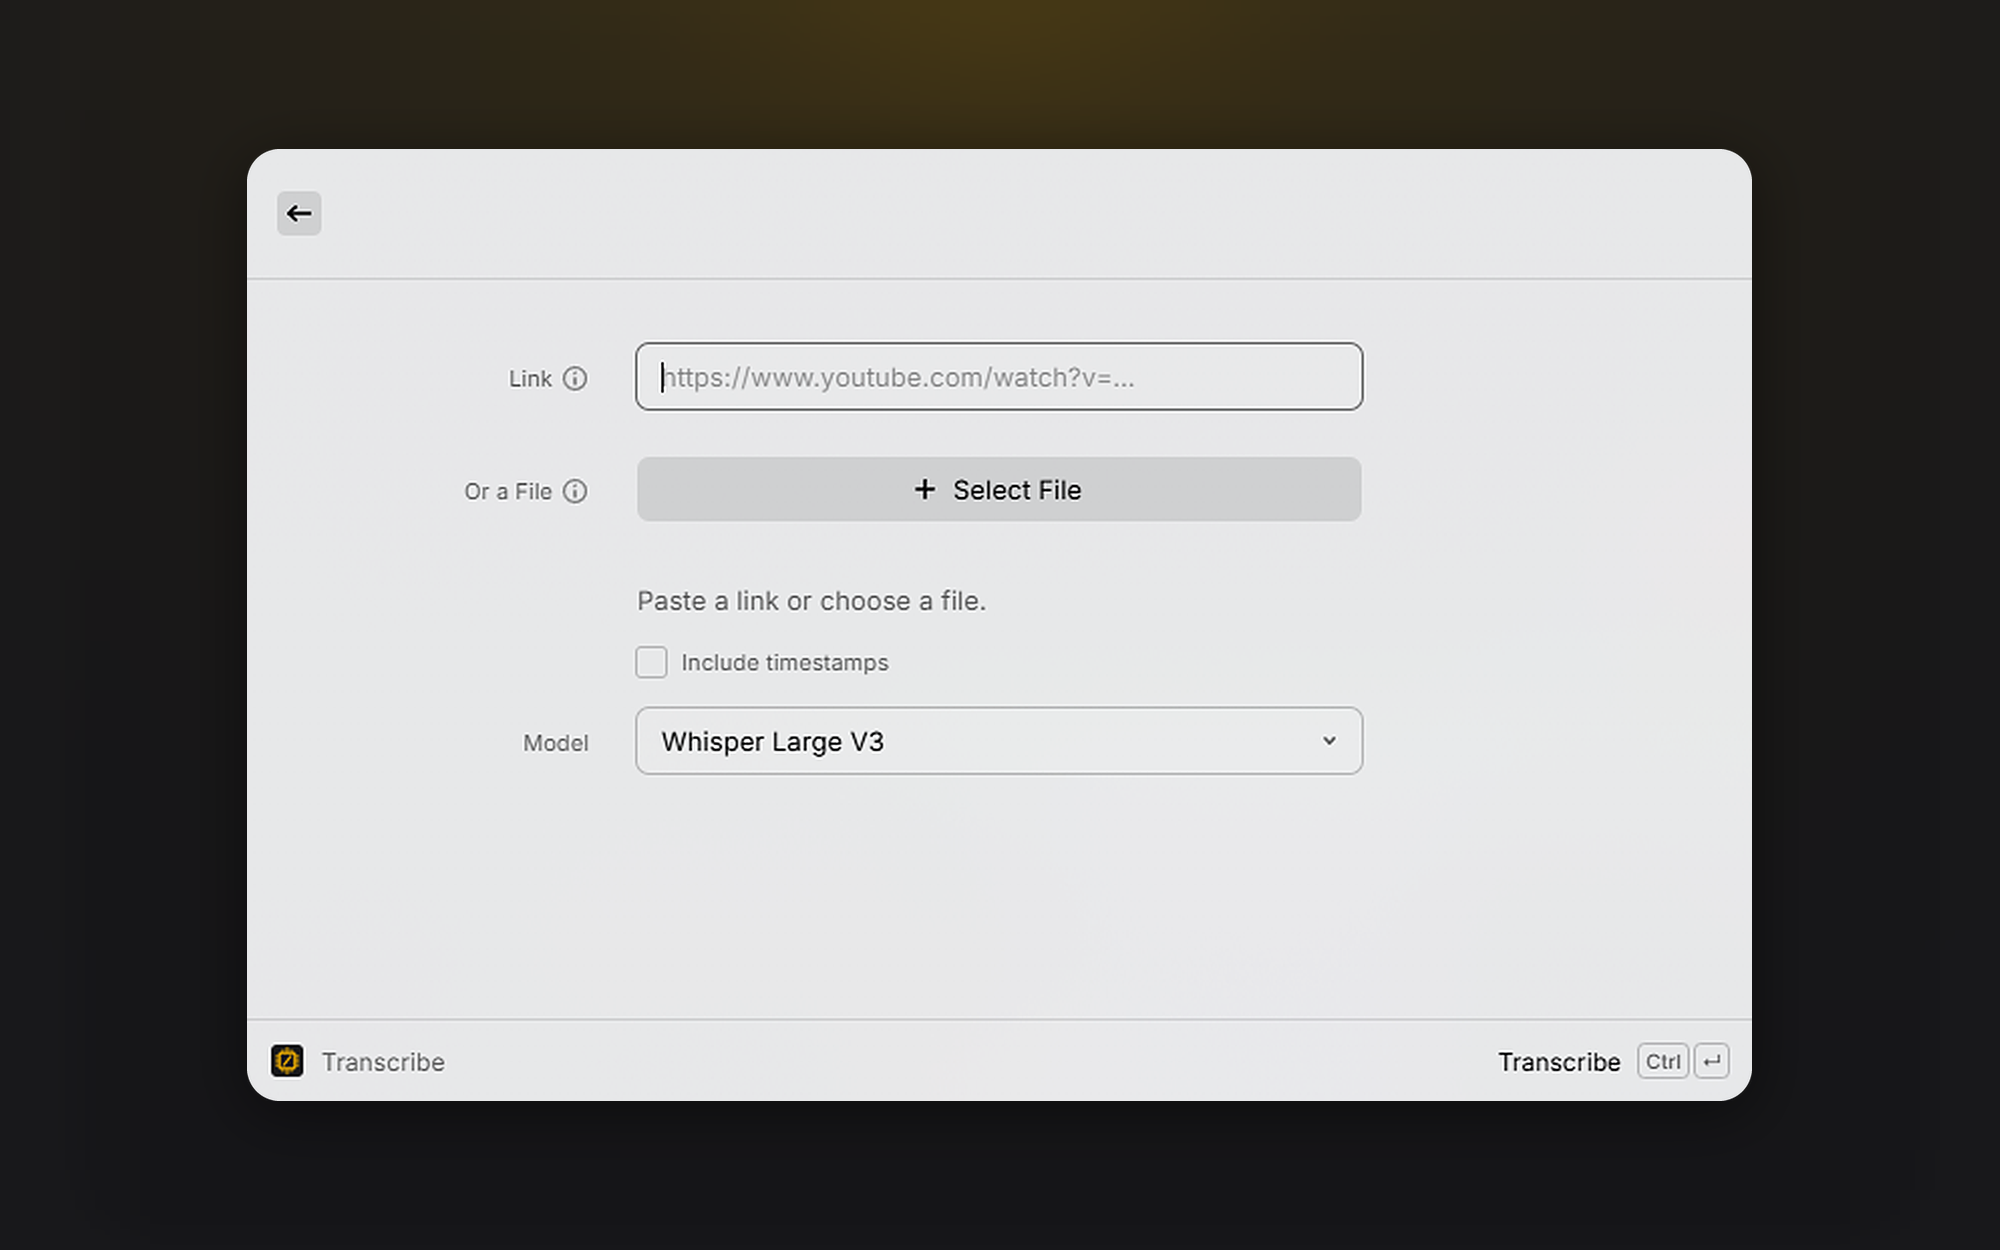 Link
https://www.youtube.com/watch?v=...
Or a File
+ Select File
Paste a link or choose a file.
Include timestamps
Model
Whisper Large V3
Transcribe
Transcribe Ctrl ↵